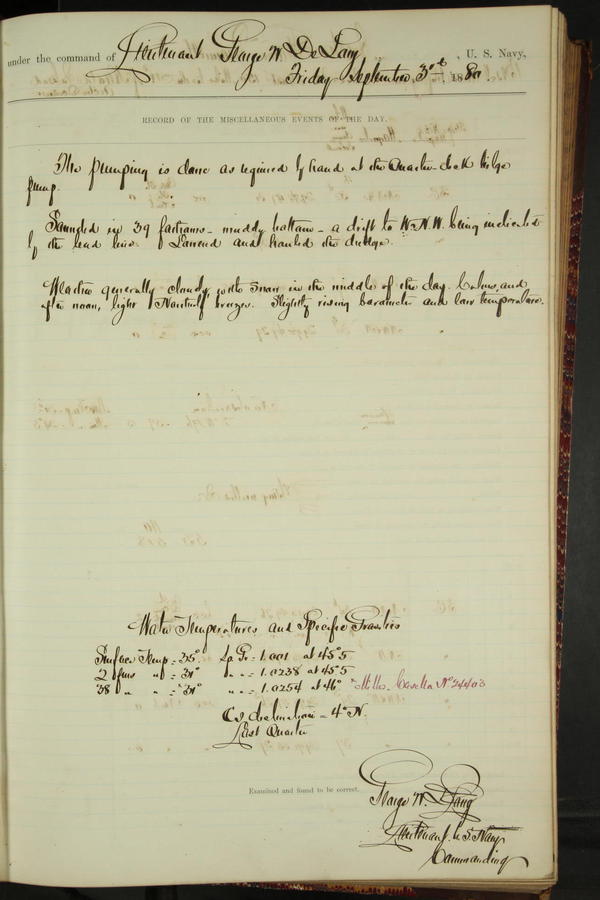 under the command of Lieutenant George W. De Long, U. S. Navy,
Friday September 3rd, 1880
RECORD OF THE MISCELLANEOUS EVENTS OF THE DAY.
The pumping is done as required by hand at the Quarter deck bilge
pump.
Sounded in 39 fathoms - muddy bottom - a drift to W.N.W. being indicated
by the lead line. Lowered and hauled the dredge.
Weather generally cloudy with snow in the middle of the day. Calms, and
after noon, light Northerly breezes. Slightly rising barometer and low temperature.
Water Temperatures and Specific Gravities
Surface Temp = 35° Sp Gr = 1.001 at 45°5
2 fms " = 31° " " = 1.0238 at 45°5
38 " " = 31° " " = 1.0254 at 46° Casella No 24403
declination = 4° N.
Last Quarter
Examined and found to be correct.
George W. De Long
Lieutenant U.S. Navy
Commanding